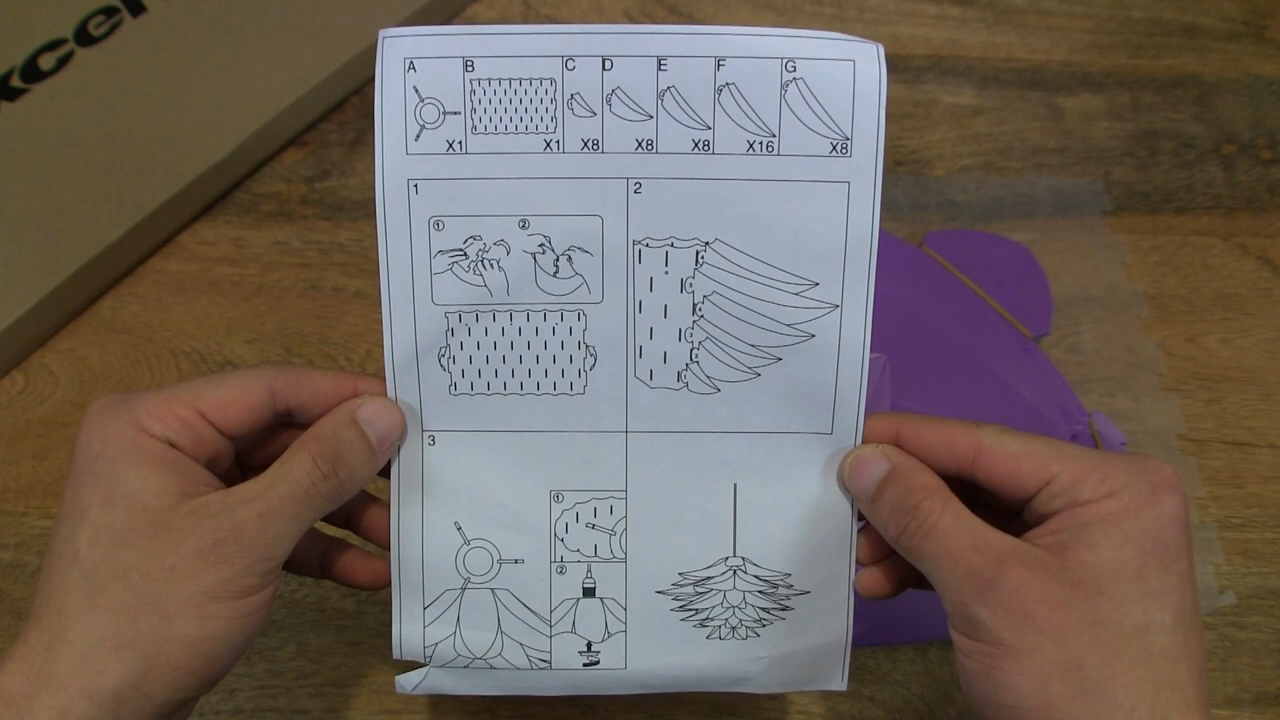 xcel
A B C D E F G
X1 X1 X8 X8 X8 X16 X8
1 2
① ②
3
①
②